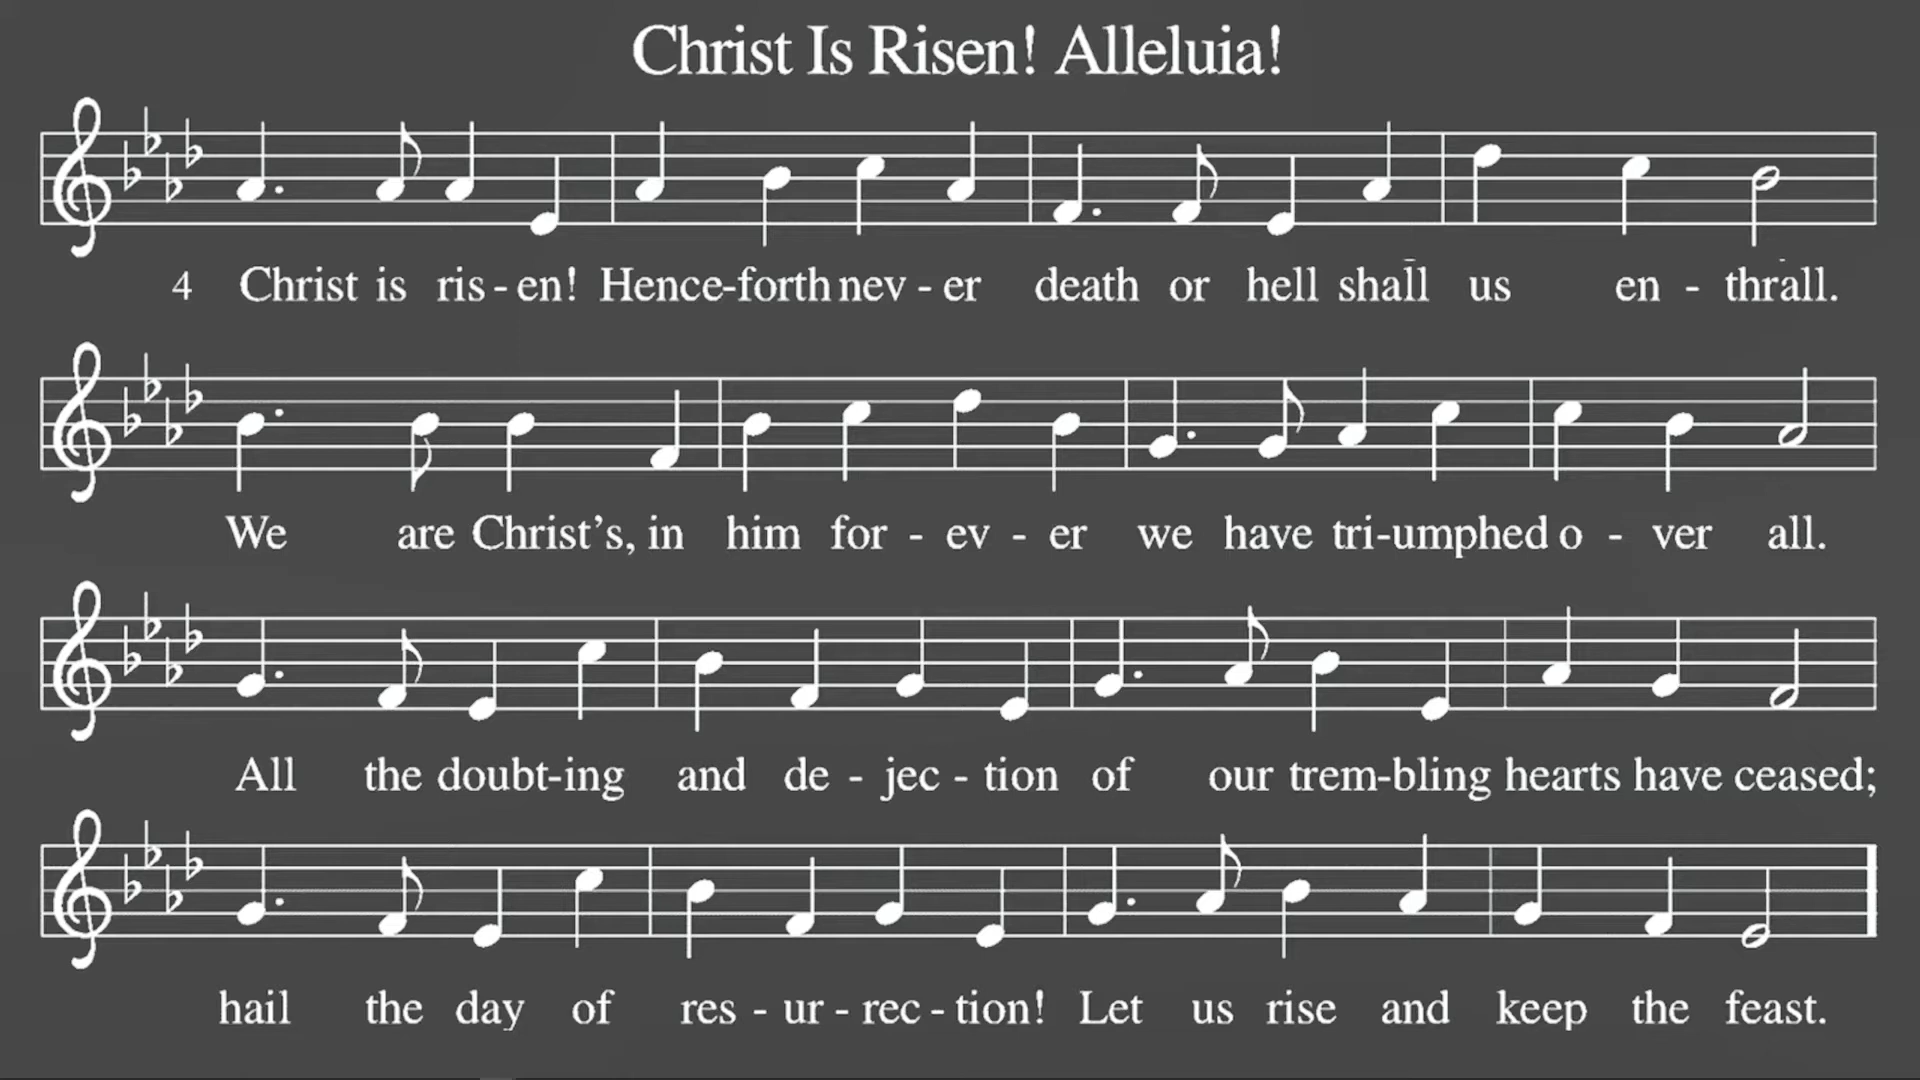 Christ Is Risen! Alleluia!
4 Christ is ris - en! Hence-forth nev - er death or hell shall us en - thrall.
We are Christ's, in him for - ev - er we have tri-umphed o - ver all.
All the doubt-ing and de - jec - tion of our trem-bling hearts have ceased;
hail the day of res - ur - rec - tion! Let us rise and keep the feast.